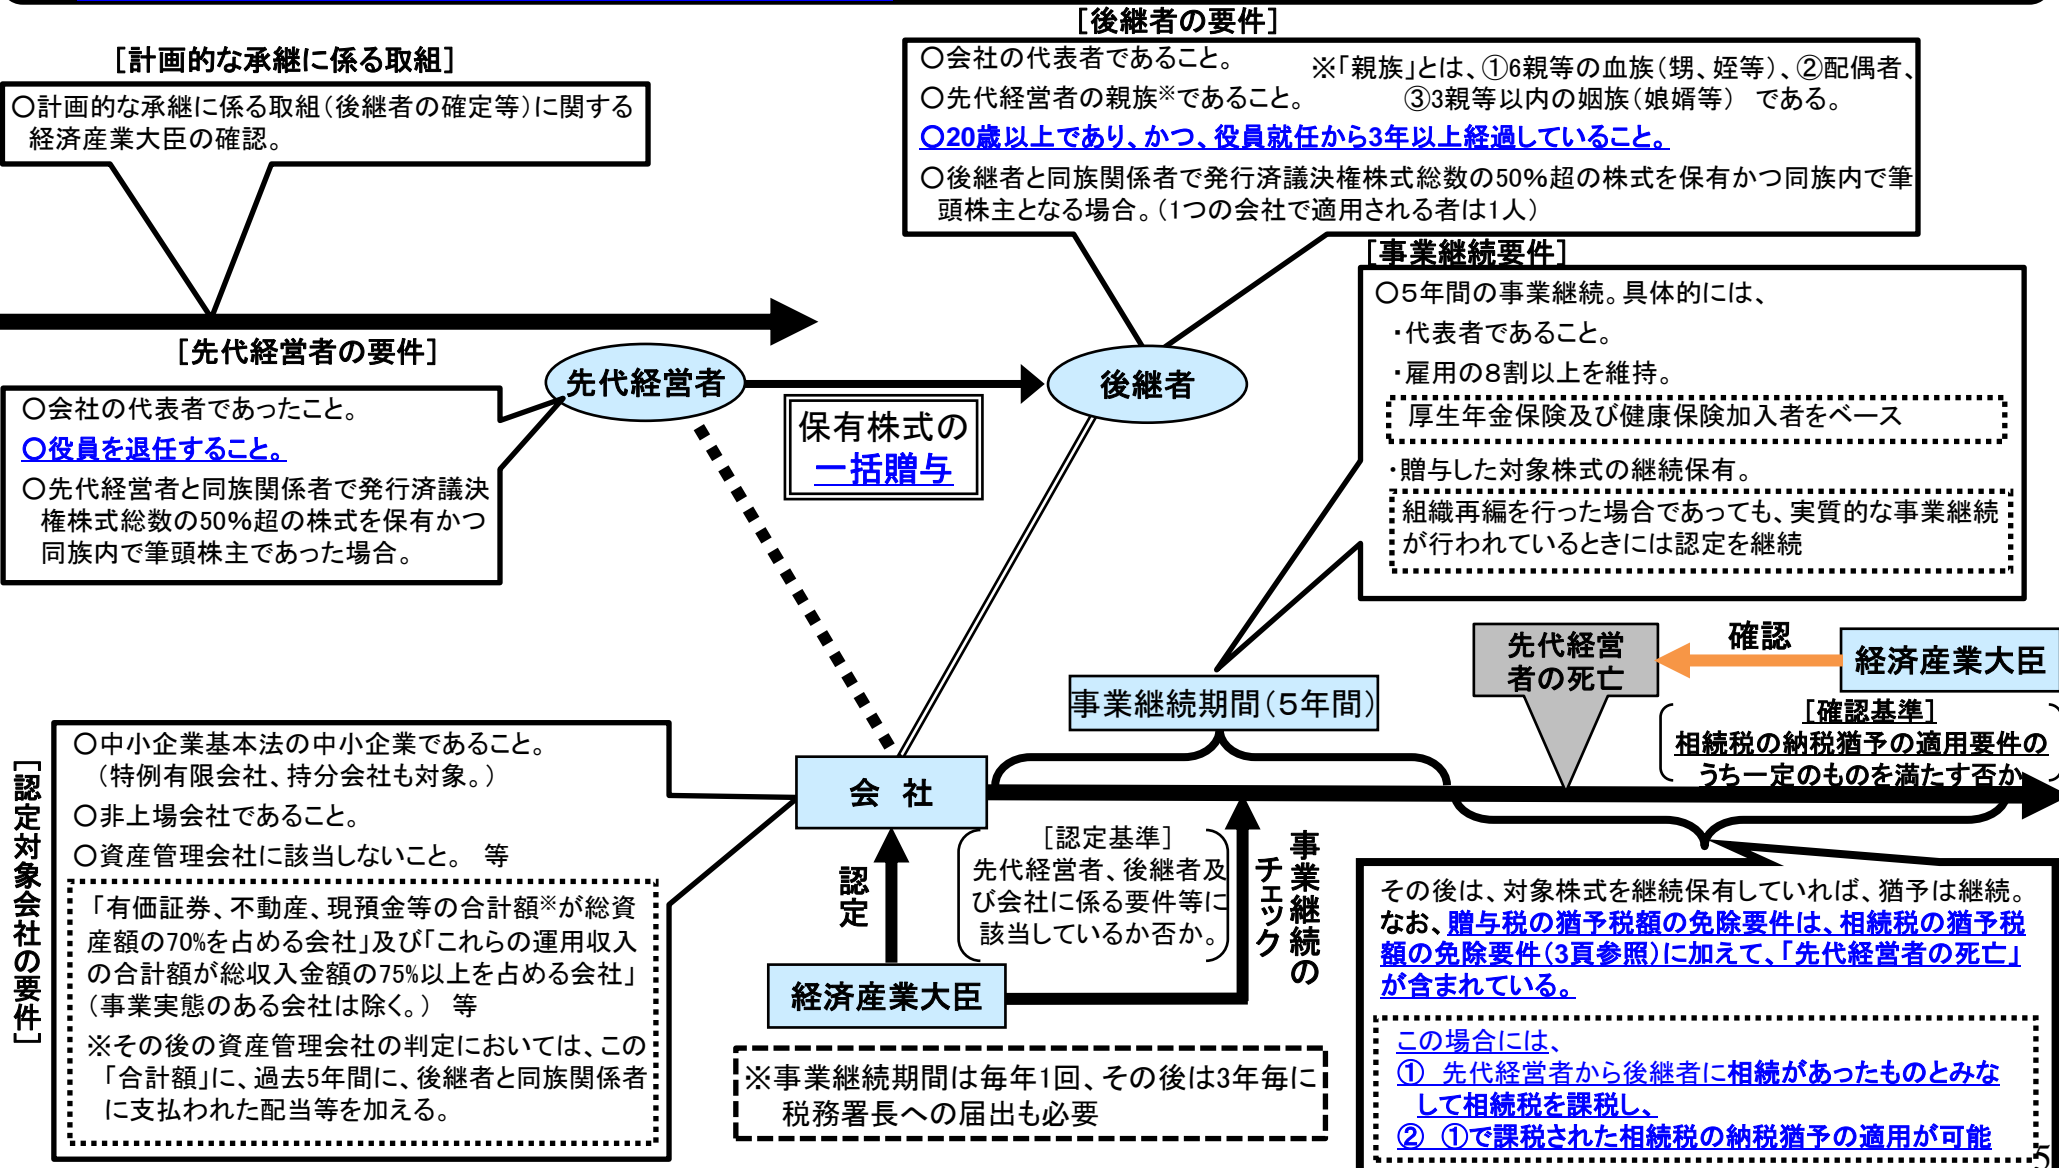 [後継者の要件]
○会社の代表者であること。
○先代経営者の親族※であること。
※「親族」とは、①6親等の血族(甥、姪等)、②配偶者、
③3親等以内の姻族(娘婿等) である。
○20歳以上であり、かつ、役員就任から3年以上経過していること。
○後継者と同族関係者で発行済議決権株式総数の50%超の株式を保有かつ同族内で筆
頭株主となる場合。(1つの会社で適用される者は1人)
[計画的な承継に係る取組]
○計画的な承継に係る取組(後継者の確定等)に関する
経済産業大臣の確認。
[事業継続要件]
○5年間の事業継続。具体的には、
・代表者であること。
・雇用の8割以上を維持。
厚生年金保険及び健康保険加入者をベース
・贈与した対象株式の継続保有。
組織再編を行った場合であっても、実質的な事業継続
が行われているときには認定を継続
[先代経営者の要件]
○会社の代表者であったこと。
○役員を退任すること。
○先代経営者と同族関係者で発行済議決
権株式総数の50%超の株式を保有かつ
同族内で筆頭株主であった場合。
先代経営者
保有株式の
一括贈与
後継者
先代経営
者の死亡
確認
経済産業大臣
[確認基準]
相続税の納税猶予の適用要件の
うち一定のものを満たす否か
事業継続期間(5年間)
[認定対象会社の要件]
○中小企業基本法の中小企業であること。
(特例有限会社、持分会社も対象。)
○非上場会社であること。
○資産管理会社に該当しないこと。 等
「有価証券、不動産、現預金等の合計額※が総資
産額の70%を占める会社」及び「これらの運用収入
の合計額が総収入金額の75%以上を占める会社」
(事業実態のある会社は除く。) 等
※その後の資産管理会社の判定においては、この
「合計額」に、過去5年間に、後継者と同族関係者
に支払われた配当等を加える。
会 社
認定
[認定基準]
先代経営者、後継者及
び会社に係る要件等に
該当しているか否か。
事業継続の
チェック
経済産業大臣
※事業継続期間は毎年1回、その後は3年毎に
税務署長への届出も必要
その後は、対象株式を継続保有していれば、猶予は継続。
なお、贈与税の猶予税額の免除要件は、相続税の猶予税
額の免除要件(3頁参照)に加えて、「先代経営者の死亡」
が含まれている。
この場合には、
① 先代経営者から後継者に相続があったものとみな
して相続税を課税し、
② ①で課税された相続税の納税猶予の適用が可能
5